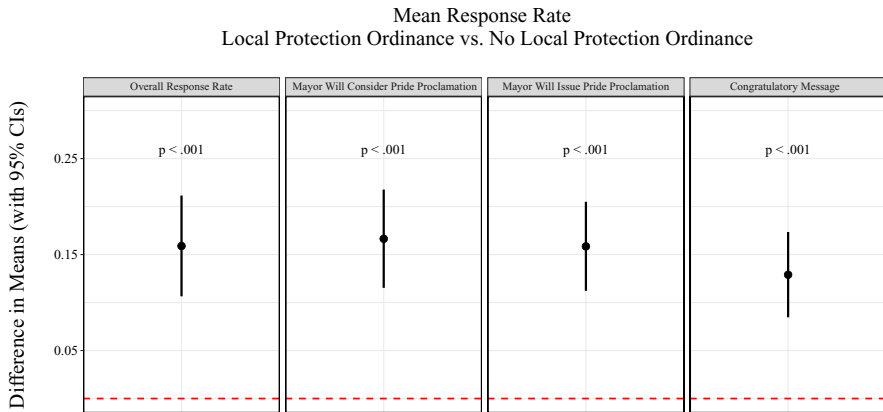 Mean Response Rate
Local Protection Ordinance vs. No Local Protection Ordinance
Overall Response Rate
Mayor Will Consider Pride Proclamation
Mayor Will Issue Pride Proclamation
Congratulatory Message
Difference in Means (with 95% CIs)
0.25
0.15
0.05
p < .001
p < .001
p < .001
p < .001